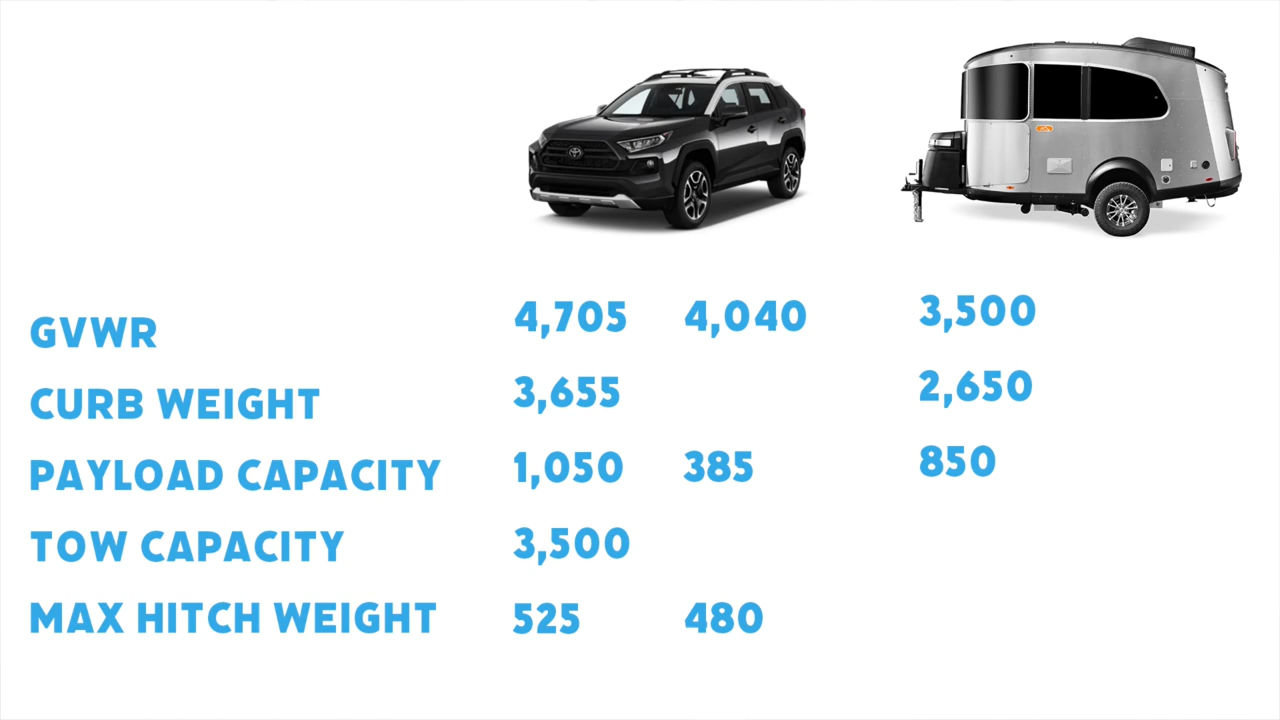 GVWR 4,705 4,040 3,500
CURB WEIGHT 3,655 2,650
PAYLOAD CAPACITY 1,050 385 850
TOW CAPACITY 3,500
MAX HITCH WEIGHT 525 480